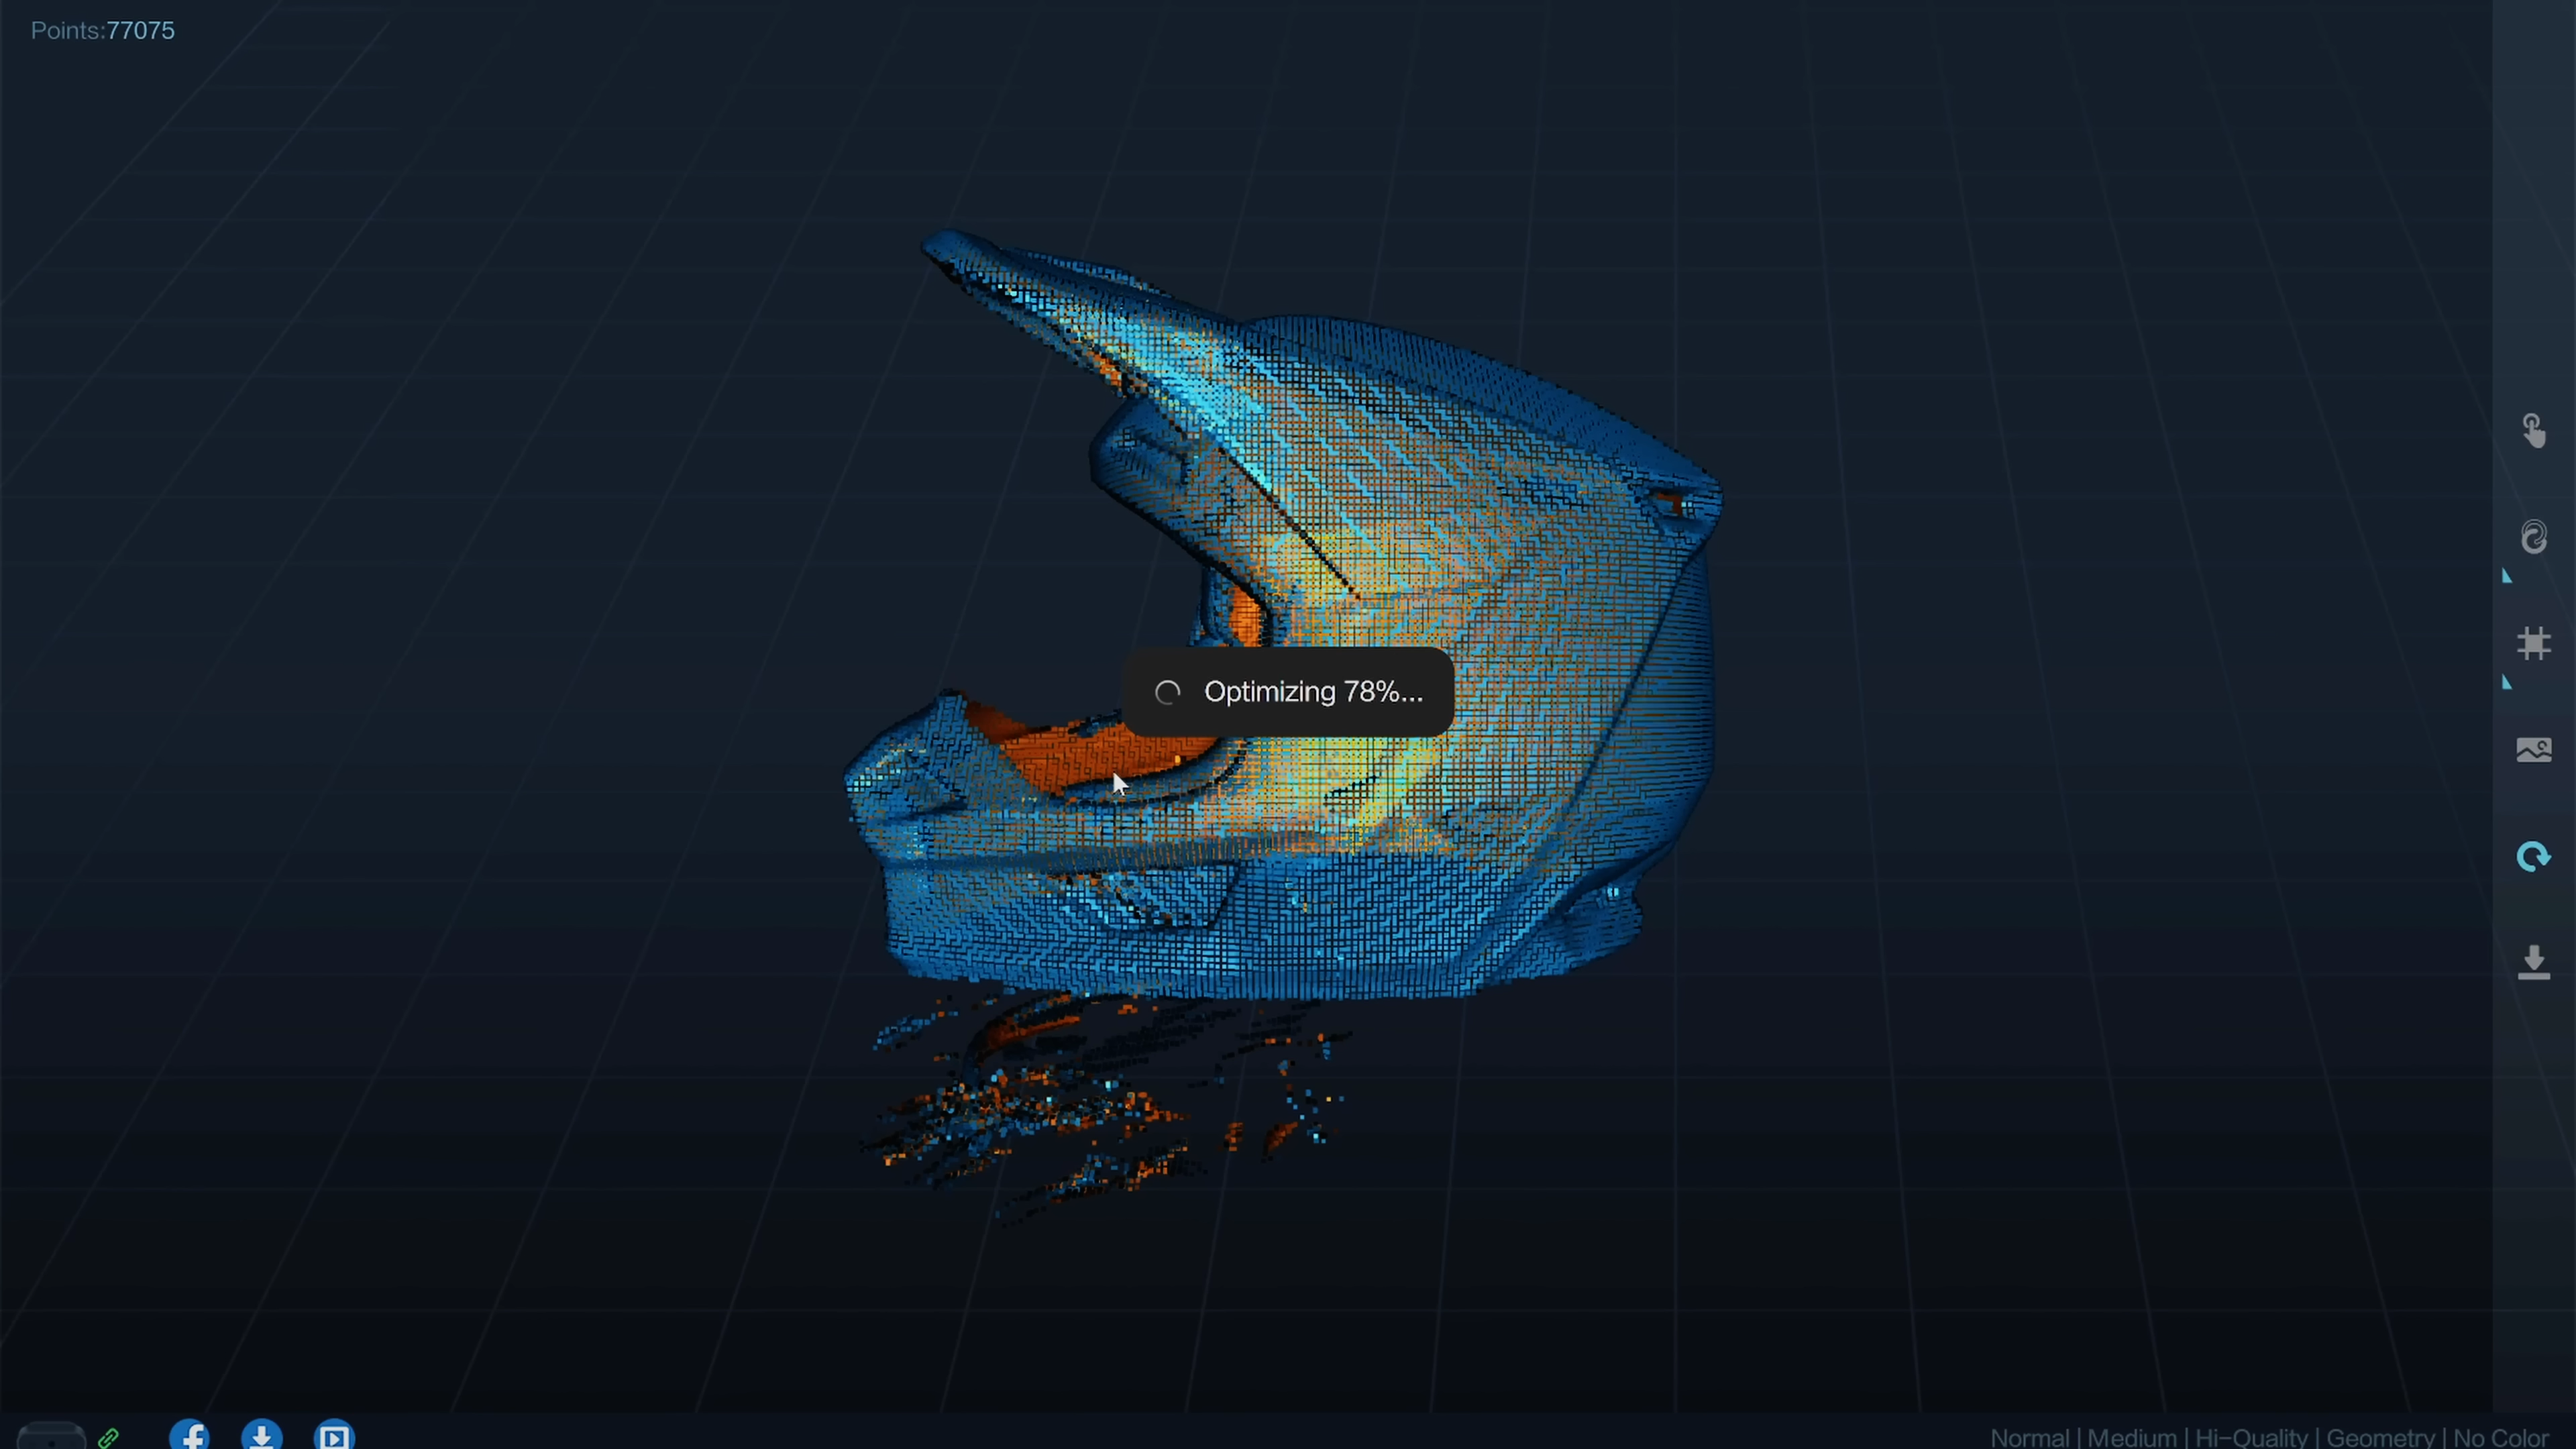 Points:77075
Optimizing 78%...
Normal | Medium | Hi-Quality | Geometry | No Color